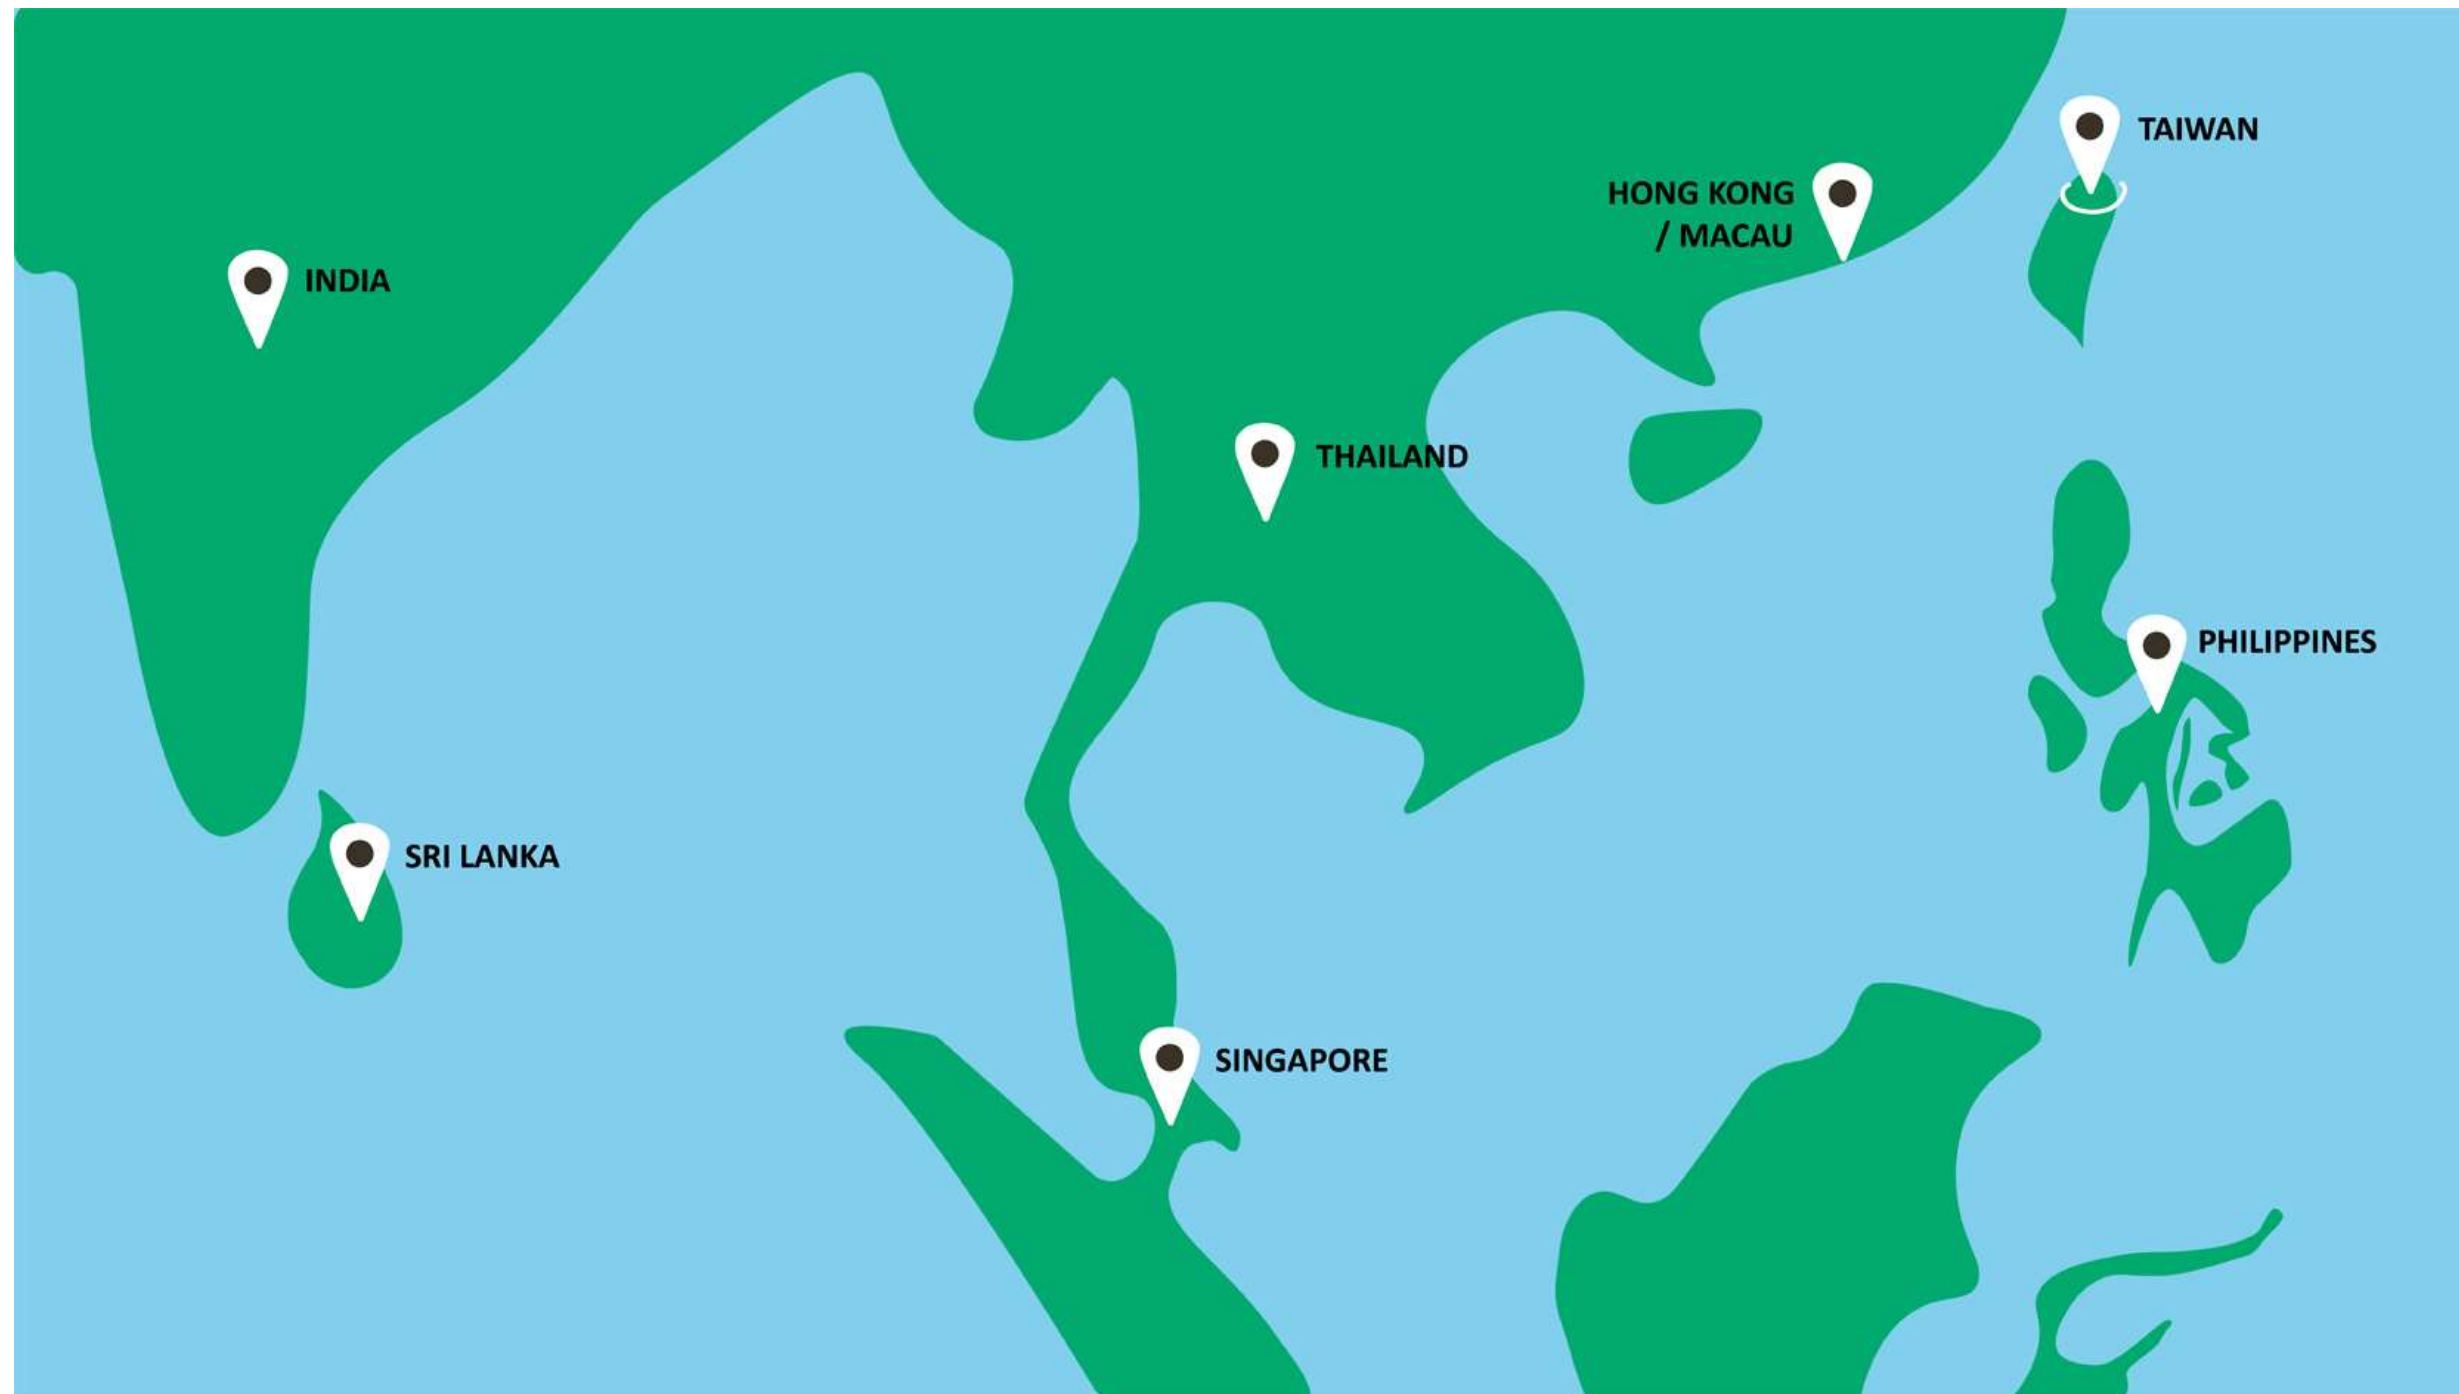 TAIWAN
HONG KONG
/ MACAU
INDIA
THAILAND
PHILIPPINES
SRI LANKA
SINGAPORE